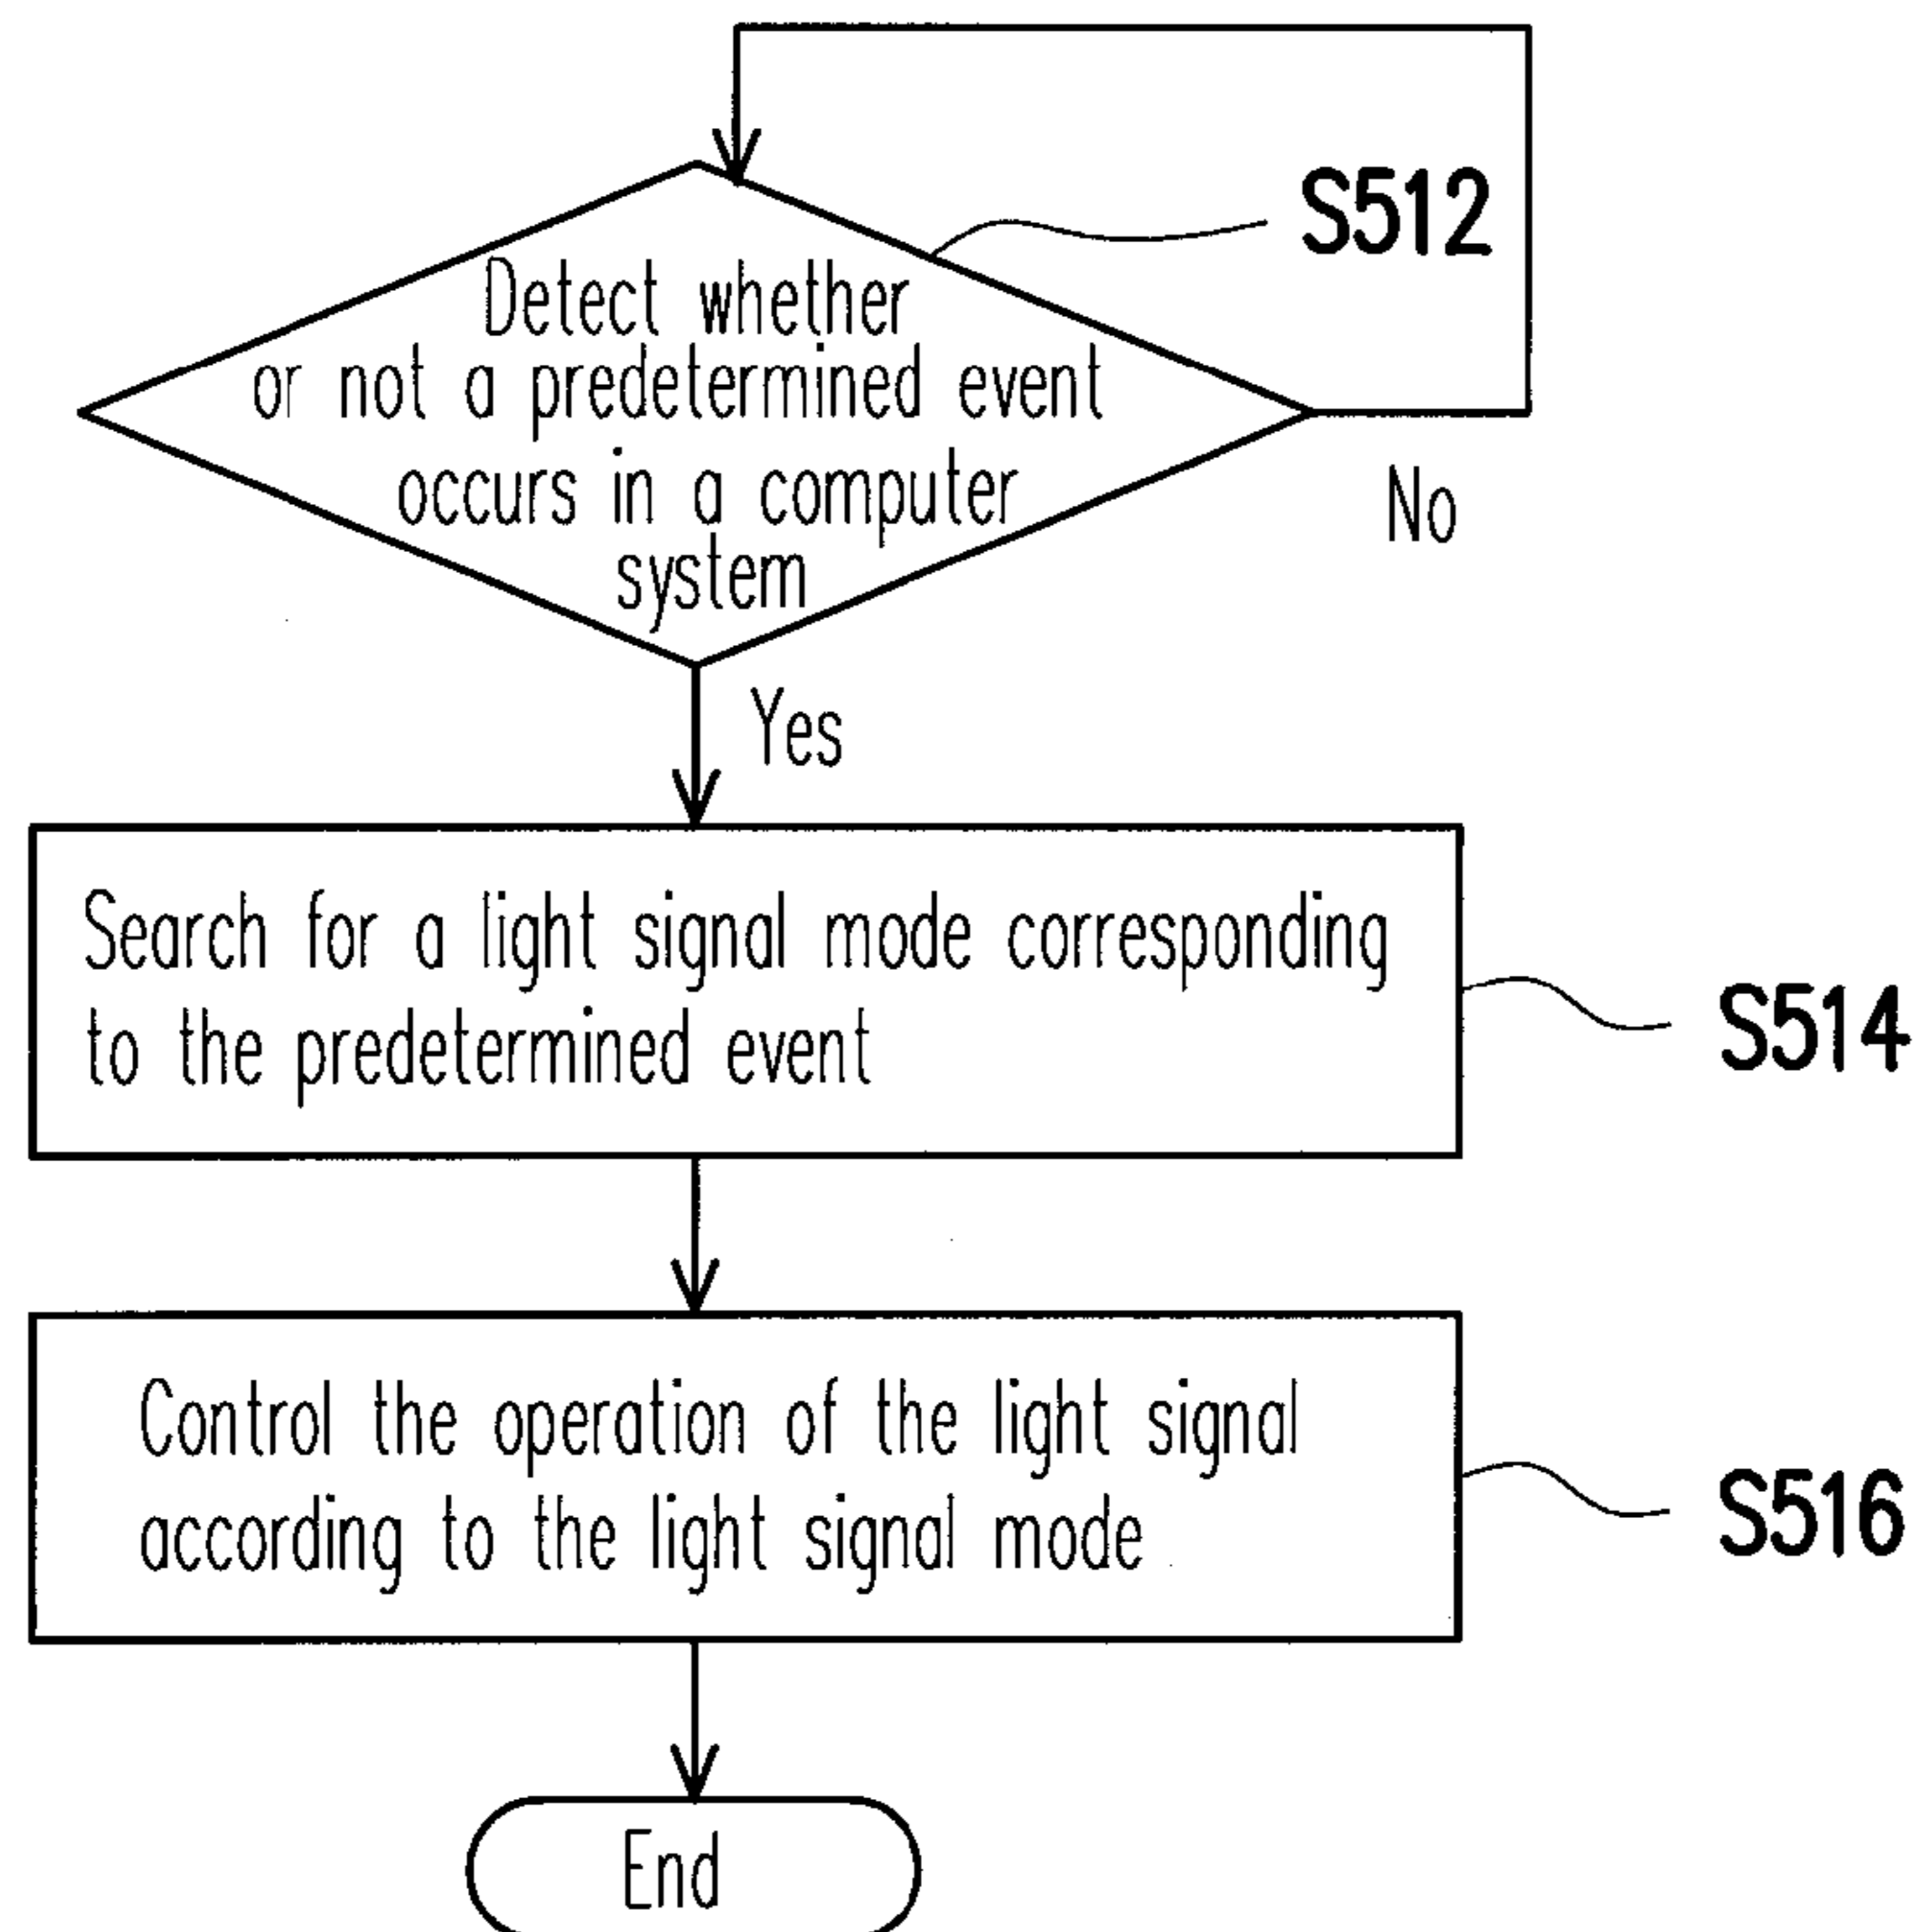 S512
Detect whether
or not a predetermined event
occurs in a computer
system
No
Yes
Search for a light signal mode corresponding
to the predetermined event
S514
Control the operation of the light signal
according to the light signal mode
S516
End